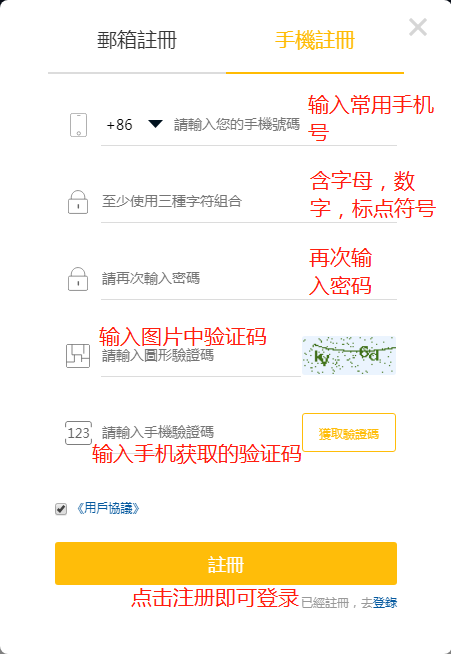 郵箱註冊 手機註冊
输入常用手机
+86 請輸入您的手機號碼
号
含字母，数
至少使用三種字符組合
字，标点符号
再次输
請再次輸入密碼
入密码
输入图片中验证码
請輸入圖形驗證碼
ky 6d
123 請輸入手機驗證碼 獲取驗證碼
输入手机获取的验证码
《用戶協議》
註冊
点击注册即可登录
已經註冊，去登錄